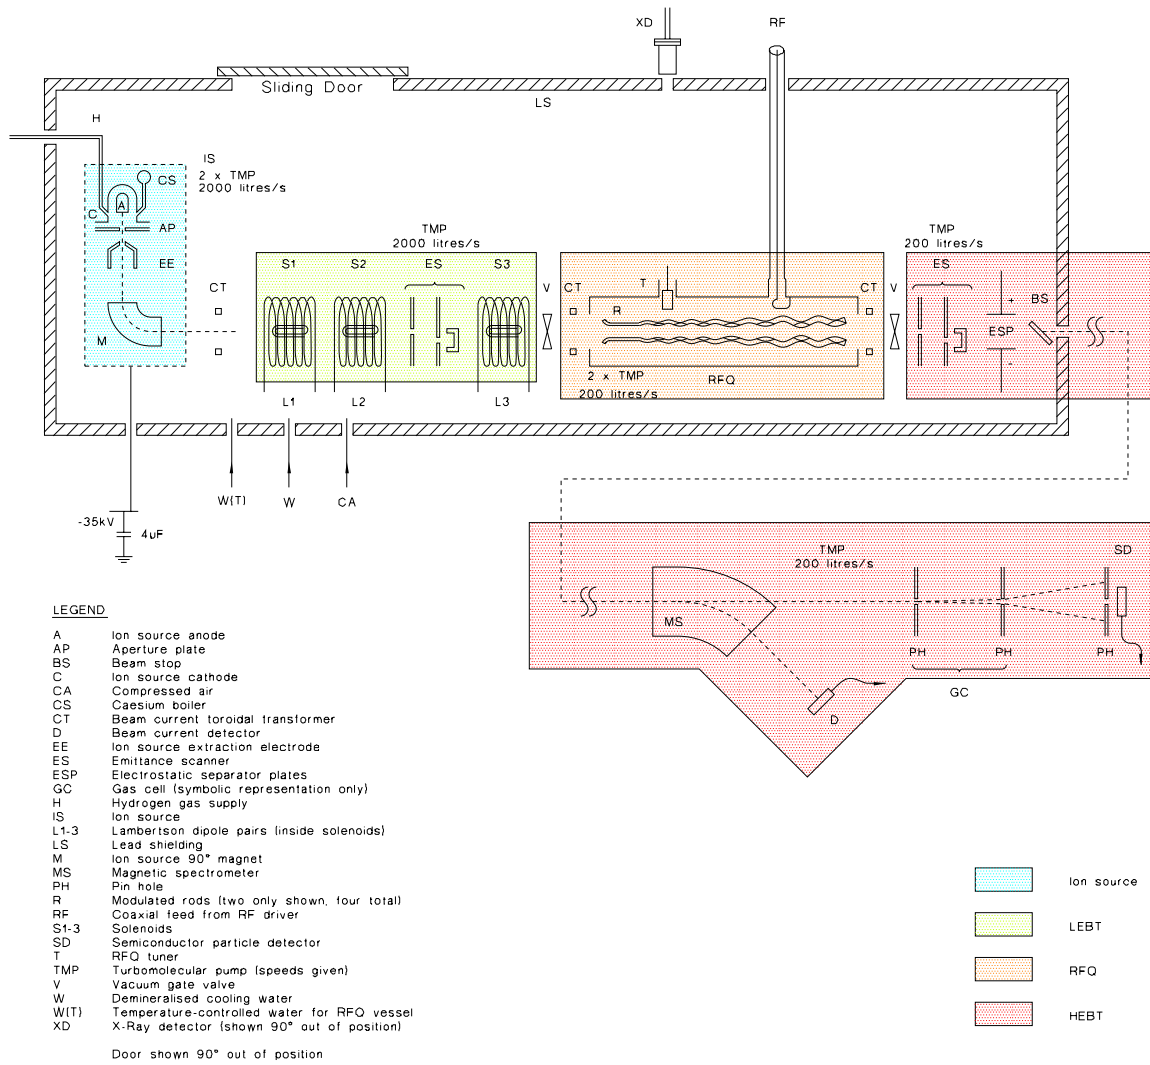 XD
RF
Sliding Door
LS
H
IS
2 x TMP
2000 litres/s
CS
A
C
AP
EE
M
CT
TMP
2000 litres/s
S1
S2
ES
S3
L1
L2
L3
V
CT
T
R
2 x TMP
200 litres/s
RFQ
CT
V
TMP
200 litres/s
ES
+
ESP
-
BS
W(T)
W
CA
-35kV
4uF
TMP
200 litres/s
SD
MS
PH
PH
PH
GC
D
LEGEND
A Ion source anode
AP Aperture plate
BS Beam stop
C Ion source cathode
CA Compressed air
CS Caesium boiler
CT Beam current toroidal transformer
D Beam current detector
EE Ion source extraction electrode
ES Emittance scanner
ESP Electrostatic separator plates
GC Gas cell (symbolic representation only)
H Hydrogen gas supply
IS Ion source
L1-3 Lambertson dipole pairs (inside solenoids)
LS Lead shielding
M Ion source 90° magnet
MS Magnetic spectrometer
PH Pin hole
R Modulated rods (two only shown, four total)
RF Coaxial feed from RF driver
S1-3 Solenoids
SD Semiconductor particle detector
T RFQ tuner
TMP Turbomolecular pump (speeds given)
V Vacuum gate valve
W Demineralised cooling water
W(T) Temperature-controlled water for RFQ vessel
XD X-Ray detector (shown 90° out of position)
Door shown 90° out of position
Ion source
LEBT
RFQ
HEBT